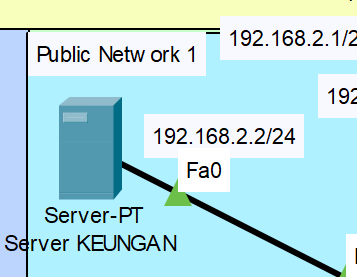 192.168.2.1/2
Public Network 1
192
192.168.2.2/24
Fa0
Server-PT
Server KEUNGAN